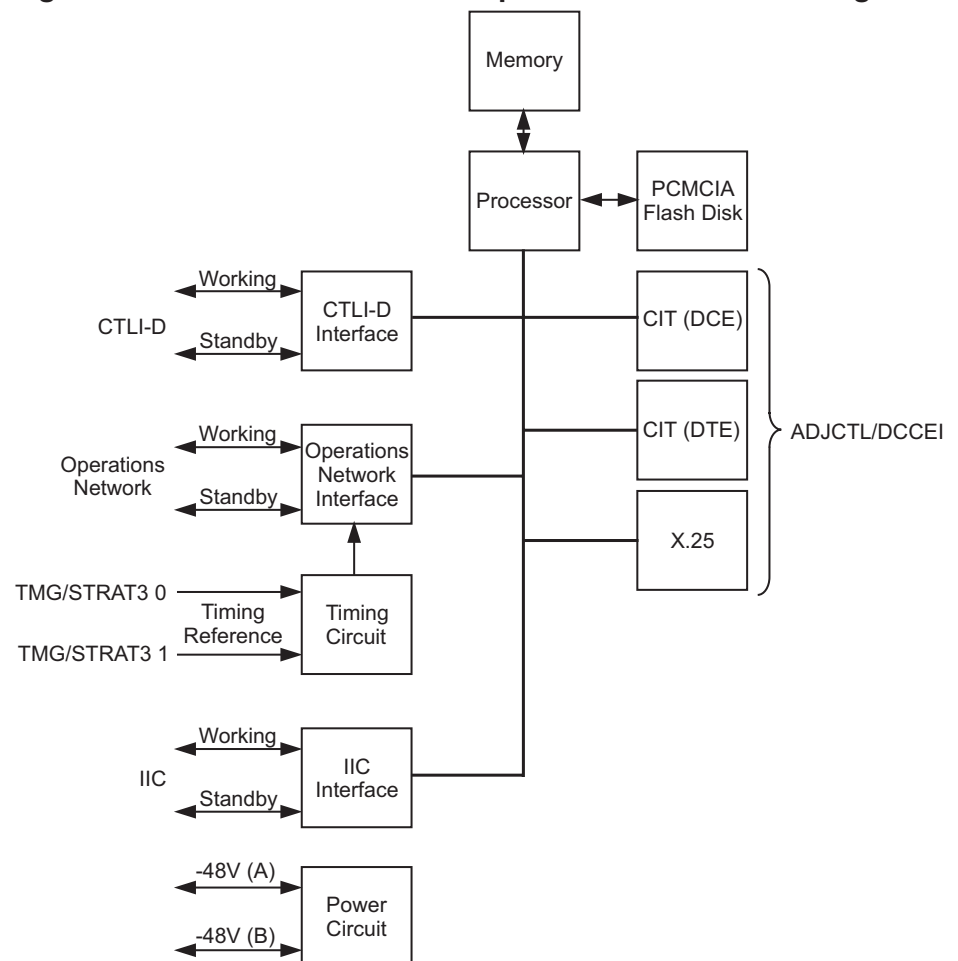 Memory
Processor
PCMCIA
Flash Disk
Working
CTLI-D
Standby
CTLI-D
Interface
CIT (DCE)
Working
Operations
Network
Standby
Operations
Network
Interface
CIT (DTE)
ADJCTL/DCCEI
X.25
TMG/STRAT3 0
Timing
Reference
TMG/STRAT3 1
Timing
Circuit
Working
IIC
Standby
IIC
Interface
-48V (A)
-48V (B)
Power
Circuit